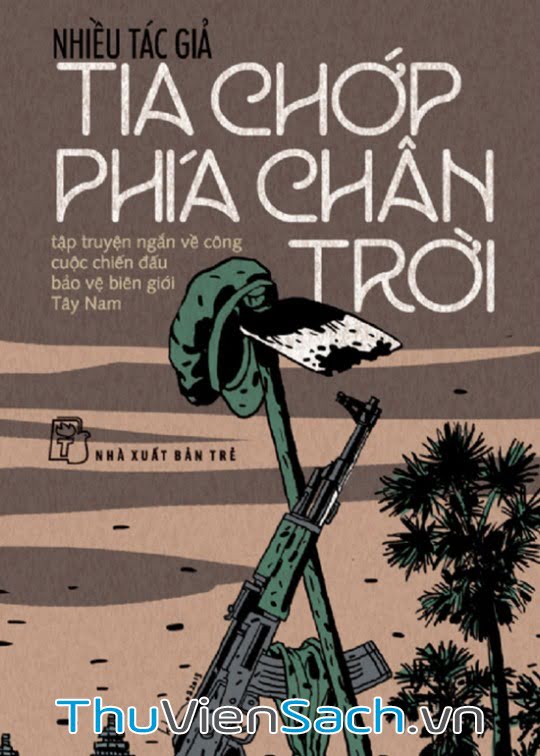 NHIỀU TÁC GIẢ
TIA CHỚP
PHÍA CHÂN
TRỜI
tập truyện ngắn về công
cuộc chiến đấu
bảo vệ biên giới
Tây Nam
NHÀ XUẤT BẢN TRẺ
ThuVienSach.vn